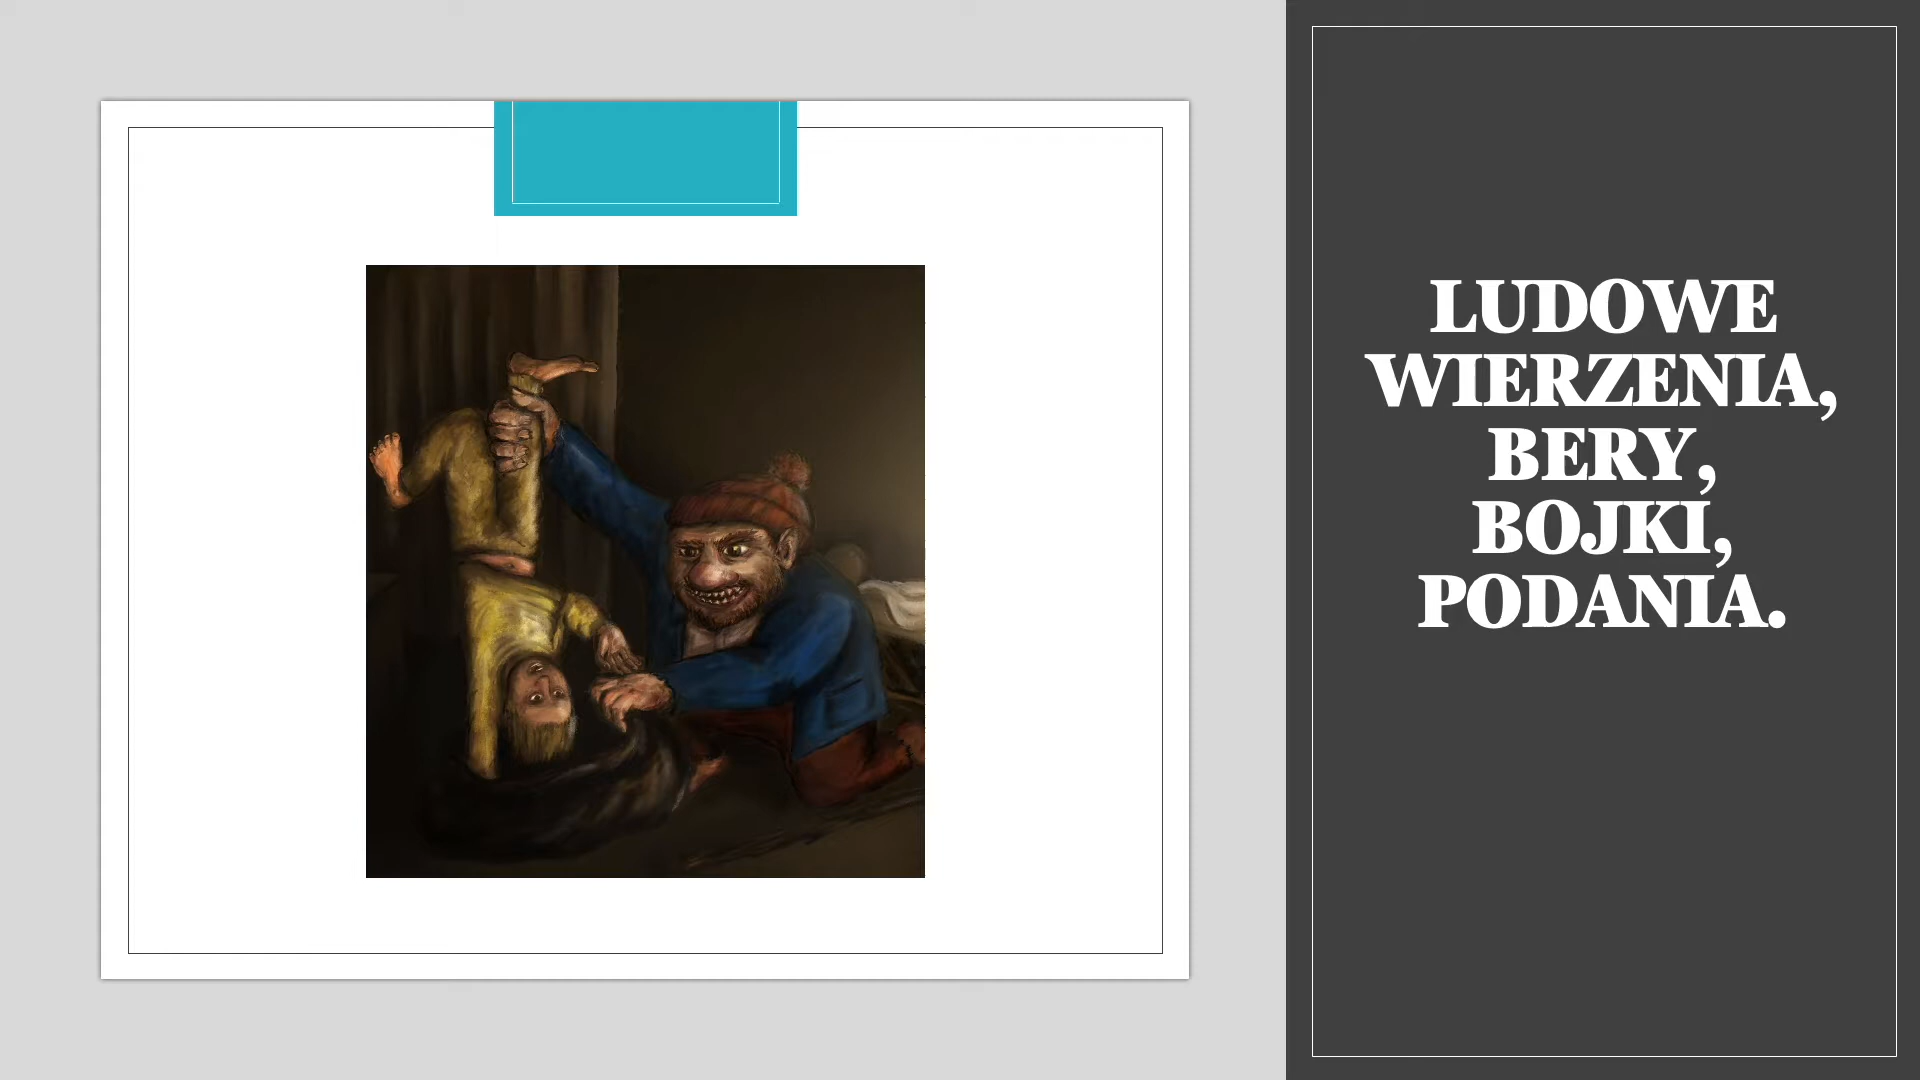 LUDOWE
WIERZENIA,
BERY,
BOJKI,
PODANIA.